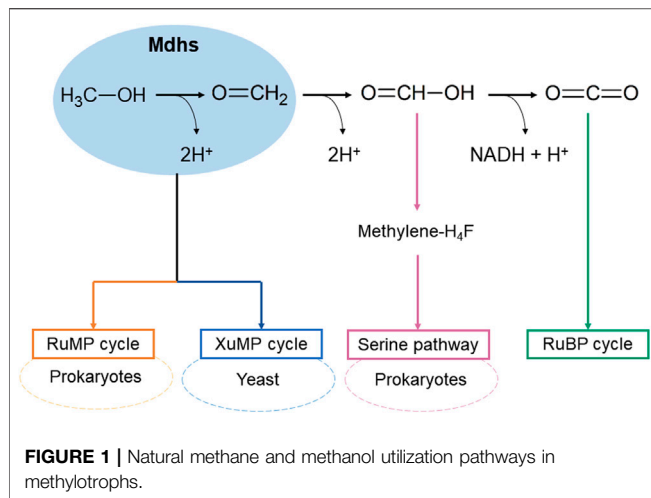 Mdhs
H₃C—OH O=CH₂ O=CH—OH O=C=O
2H⁺ 2H⁺ NADH + H⁺
Methylene-H₄F
RuMP cycle XuMP cycle Serine pathway RuBP cycle
Prokaryotes Yeast Prokaryotes
FIGURE 1 | Natural methane and methanol utilization pathways in
methylotrophs.